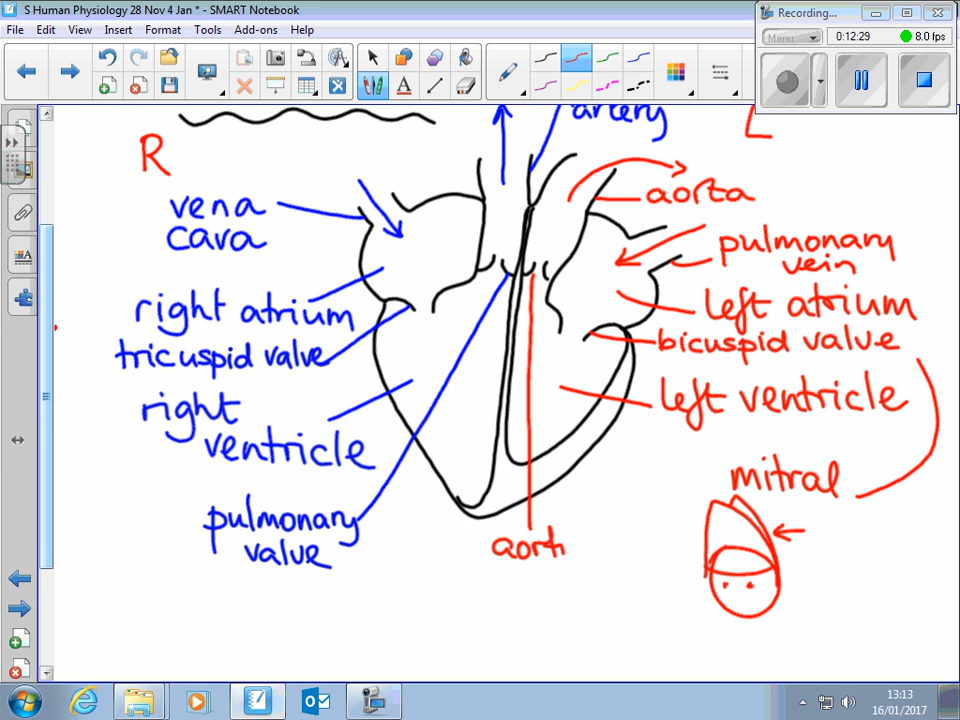 S Human Physiology 28 Nov 4 Jan * - SMART Notebook
File Edit View Insert Format Tools Add-ons Help
Recording...
Menu 0:12:29 8.0 fps
artery
L
R
aorta
vena
cava
pulmonary
vein
right atrium
left atrium
tricuspid valve
bicuspid valve
right
ventricle
left ventricle
mitral
pulmonary
valve
aort
13:13
16/01/2017